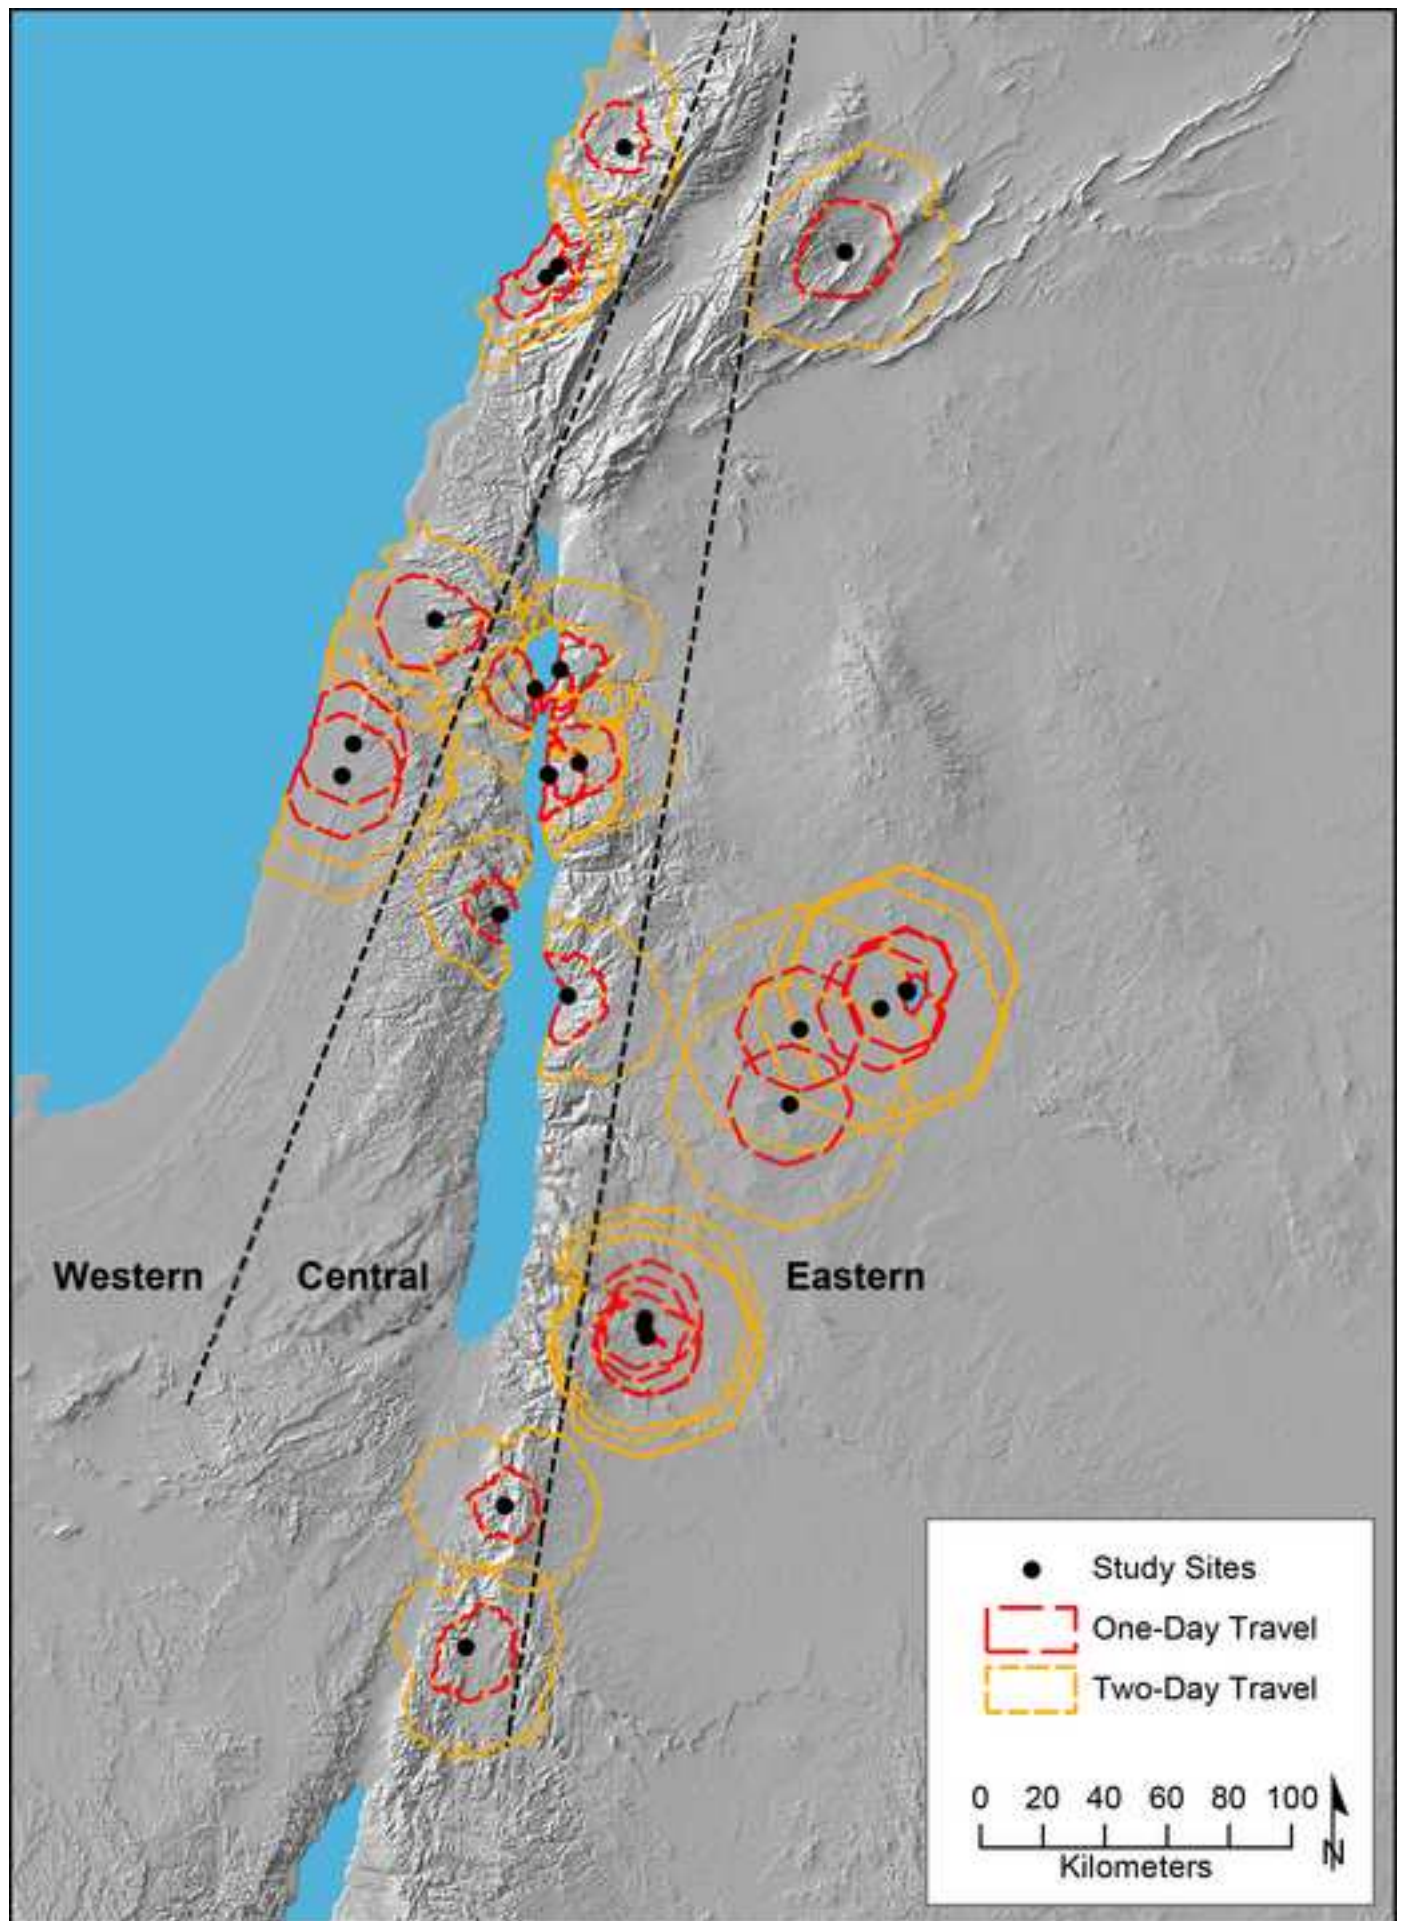 Western
Central
Eastern
Study Sites
One-Day Travel
Two-Day Travel
0 20 40 60 80 100
N
Kilometers